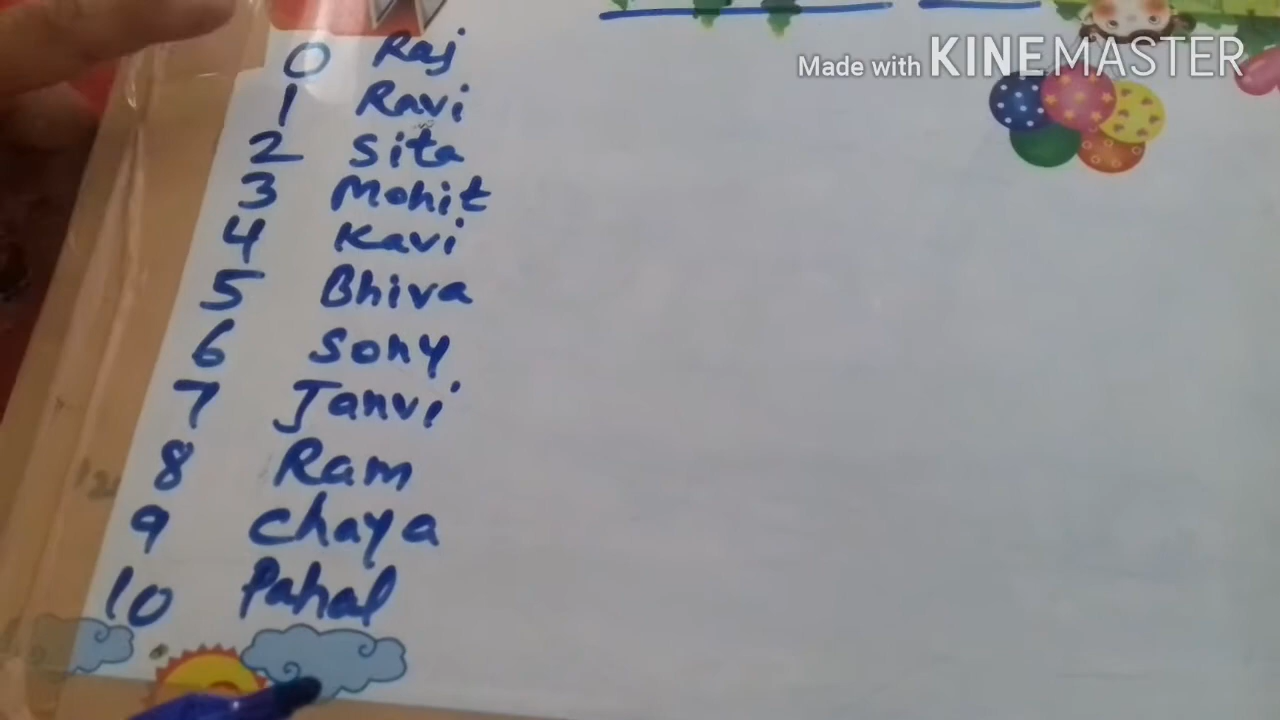 Made with KINEMASTER
0 Raj
1 Ravi
2 Sita
3 Mohit
4 Kavi
5 Bhiva
6 Sony
7 Janvi
8 Ram
9 Chaya
10 Pahal